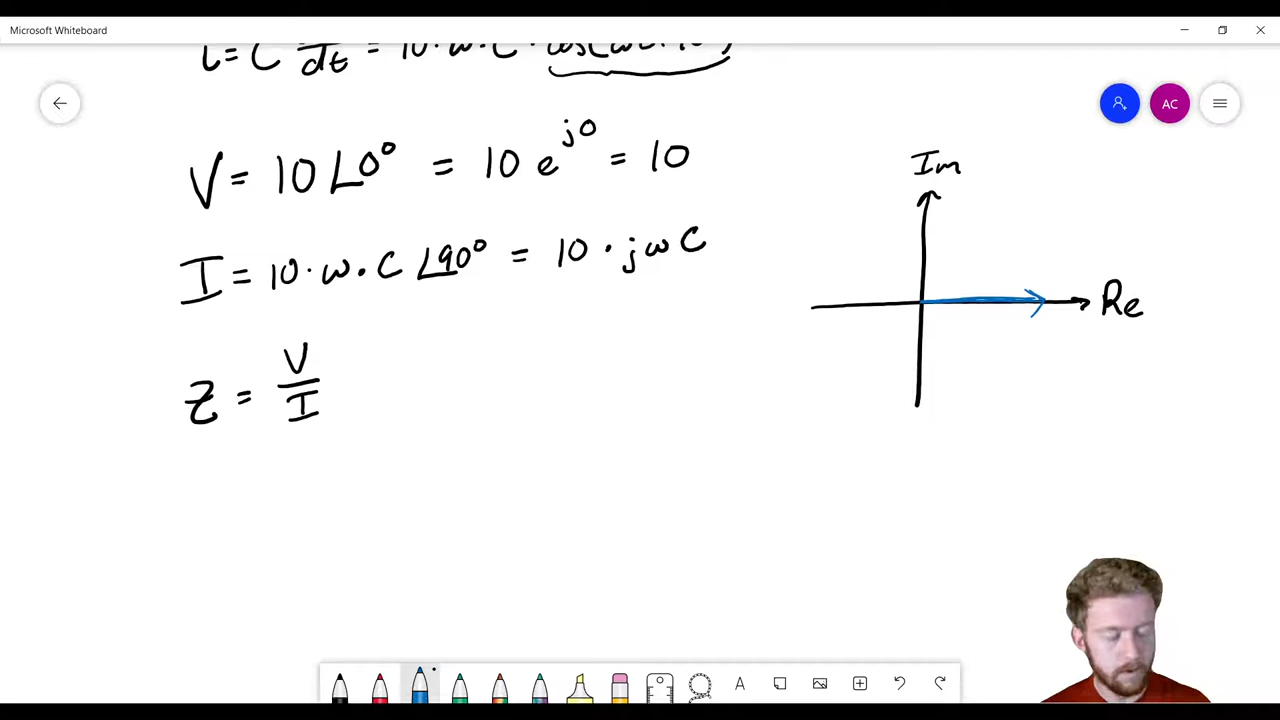 Microsoft Whiteboard
AC
V = 10 ∠0° = 10 e^{j0} = 10
I = 10 · ω · C ∠90° = 10 · jωC
Z = V/I
Im
Re
A